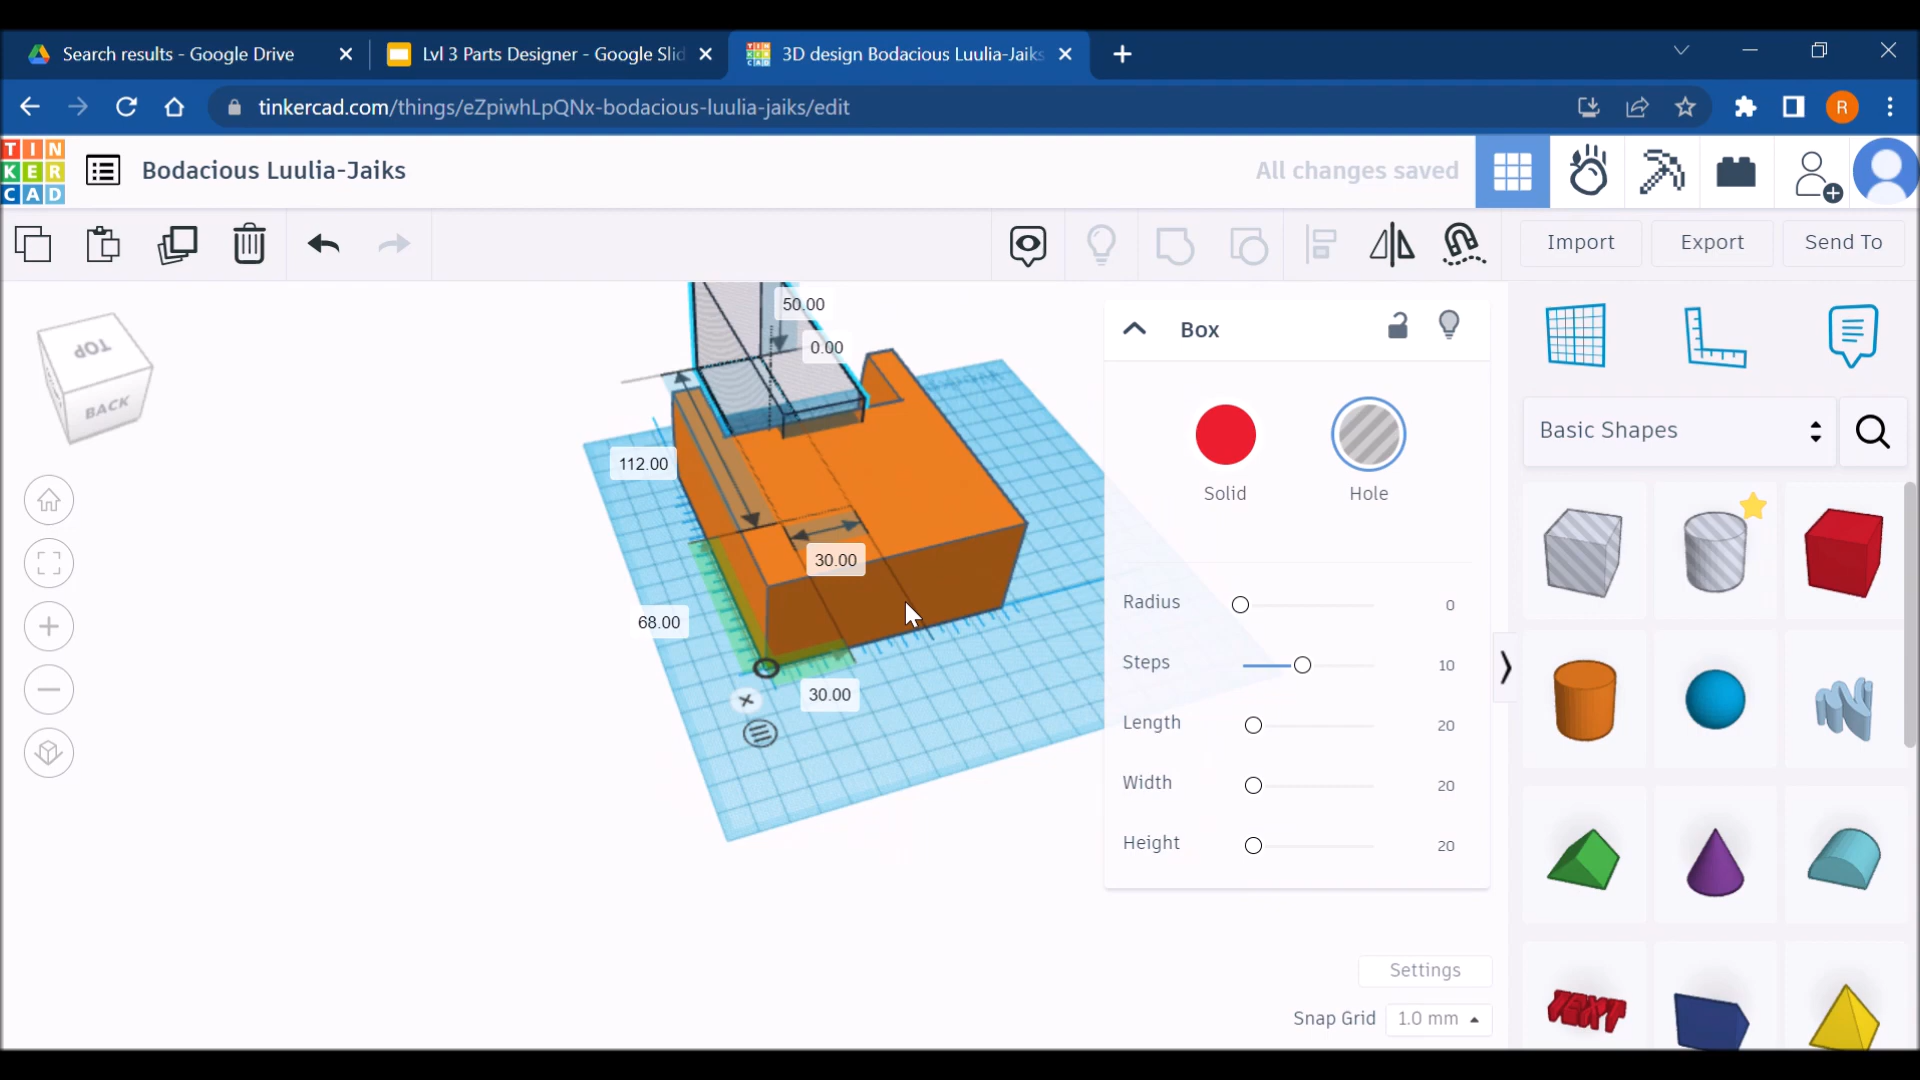 Search results - Google Drive
Lvl 3 Parts Designer - Google Slid
3D design Bodacious Luulia-Jaiks
tinkercad.com/things/eZpiwhLpQNx-bodacious-luulia-jaiks/edit
R
TIN
KER
CAD
Bodacious Luulia-Jaiks
All changes saved
Import
Export
Send To
TOP
BACK
50.00
0.00
112.00
30.00
68.00
30.00
Box
Solid
Hole
Radius
0
Steps
10
Length
20
Width
20
Height
20
Settings
Snap Grid
1.0 mm
Basic Shapes
TEXT